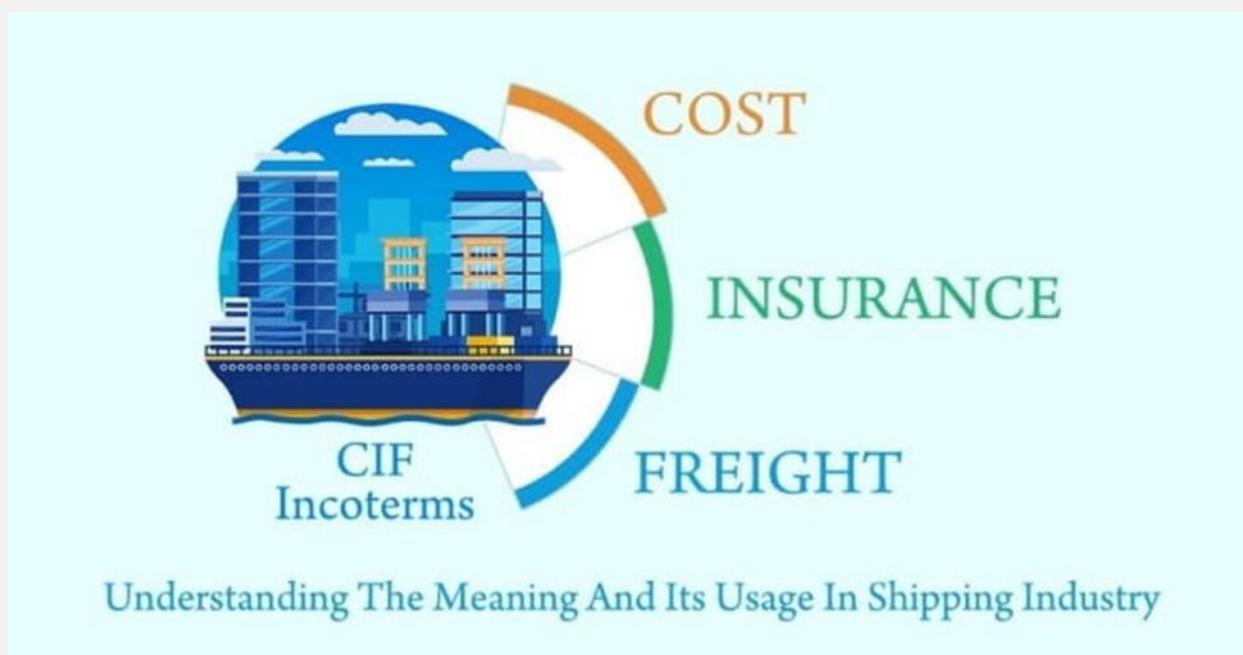 COST
INSURANCE
FREIGHT
CIF
Incoterms
Understanding The Meaning And Its Usage In Shipping Industry